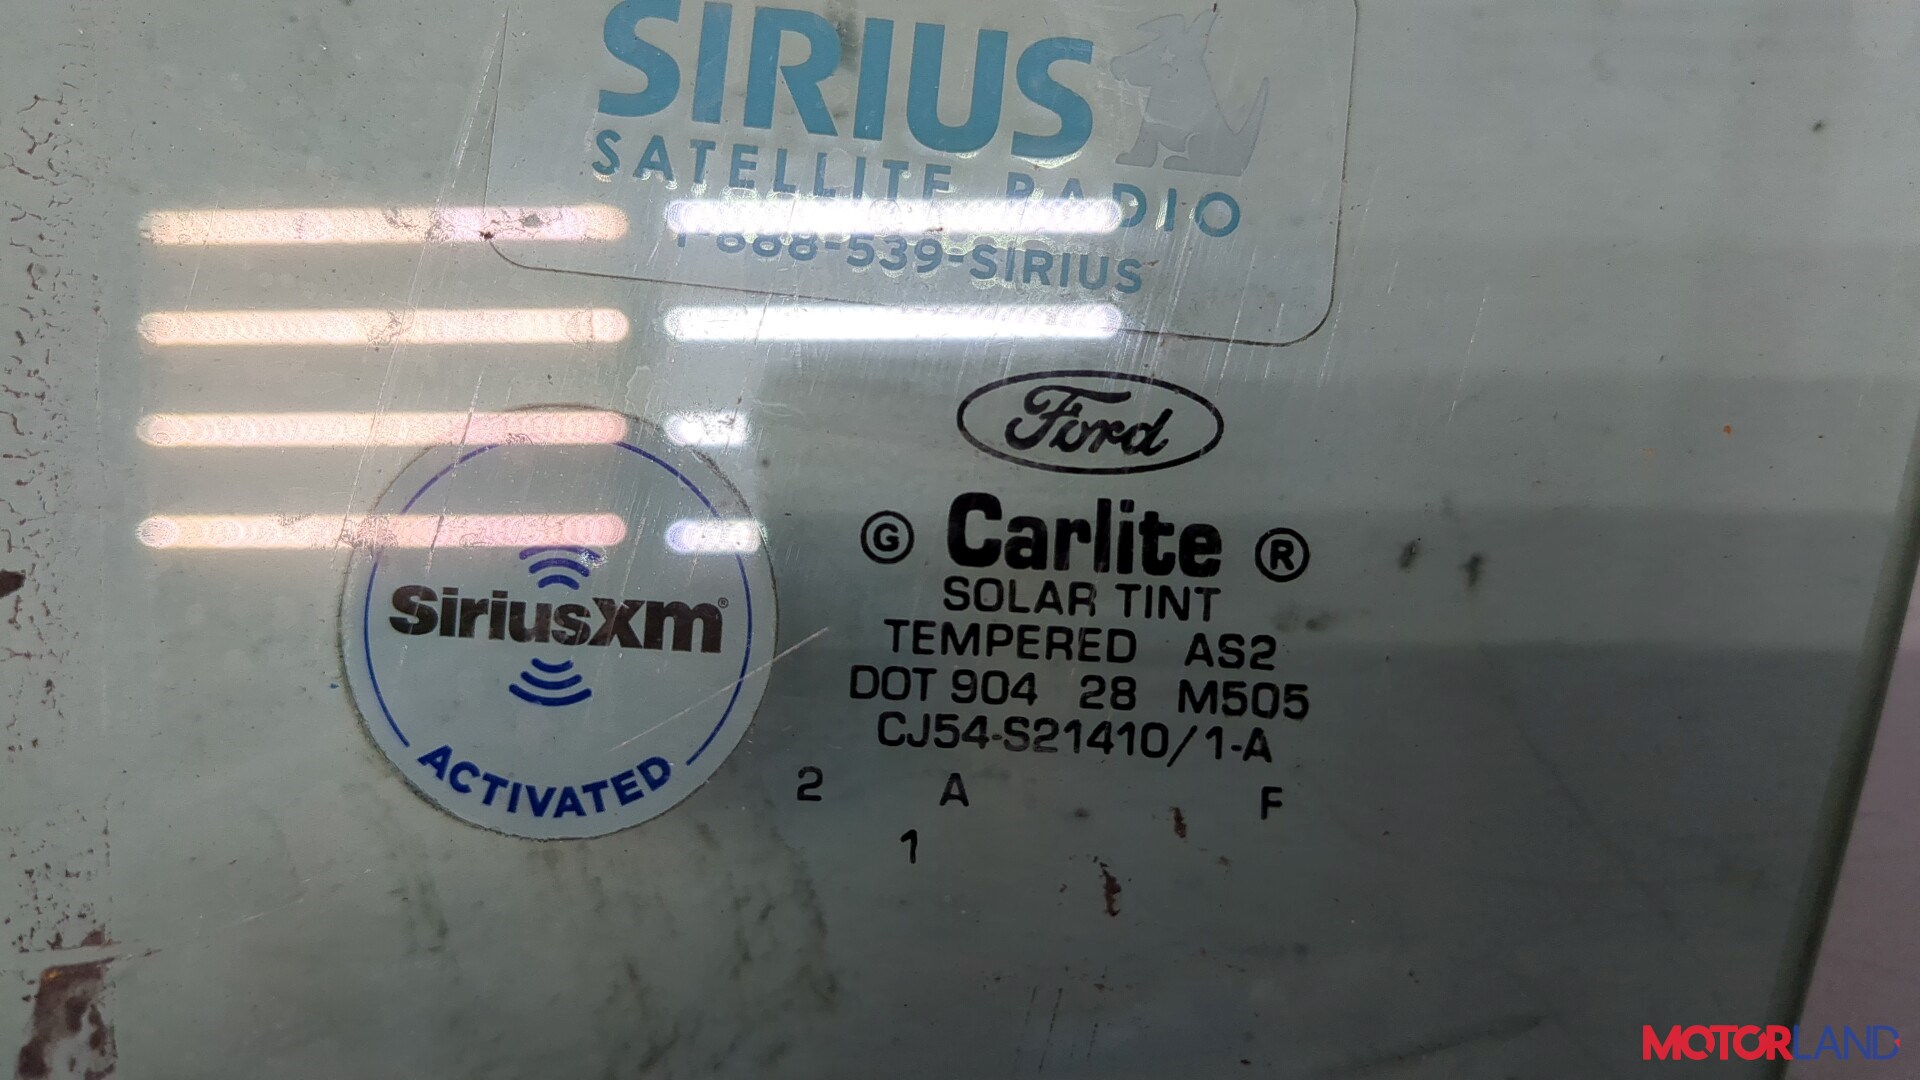 SIRIUS
SATELLITE RADIO
1-888-539-SIRIUS
Ford
G Carlite ®
SOLAR TINT
TEMPERED AS2
DOT 904 28 M505
CJ54-S21410/1-A
2 A F
1
SiriusXm®
ACTIVATED
MOTORLAND